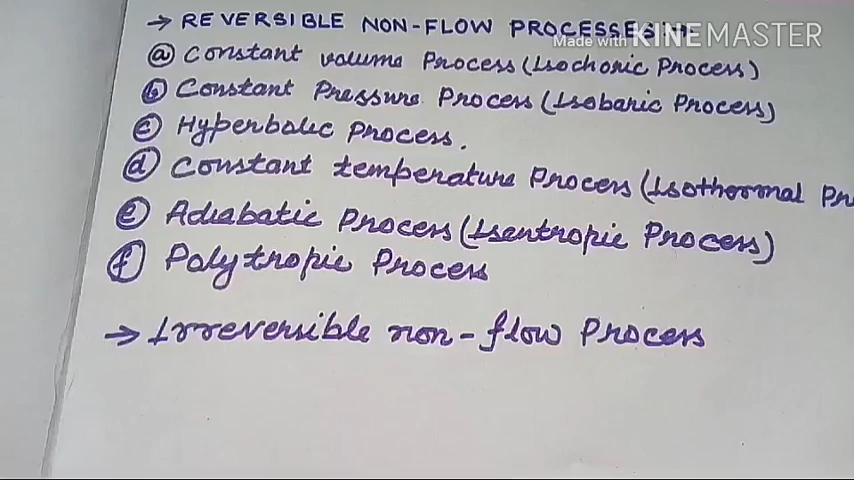 → REVERSIBLE NON-FLOW PROCESSES:-
Made with KINEMASTER
ⓐ Constant volume Process (Isochoric Process)
ⓑ Constant Pressure Process (Isobaric Process)
ⓒ Hyperbolic Process.
ⓓ Constant temperature Process (Isothermal Pr
ⓔ Adiabatic Process (Isentropic Process)
ⓕ Polytropic Process
→ Irreversible non-flow Process